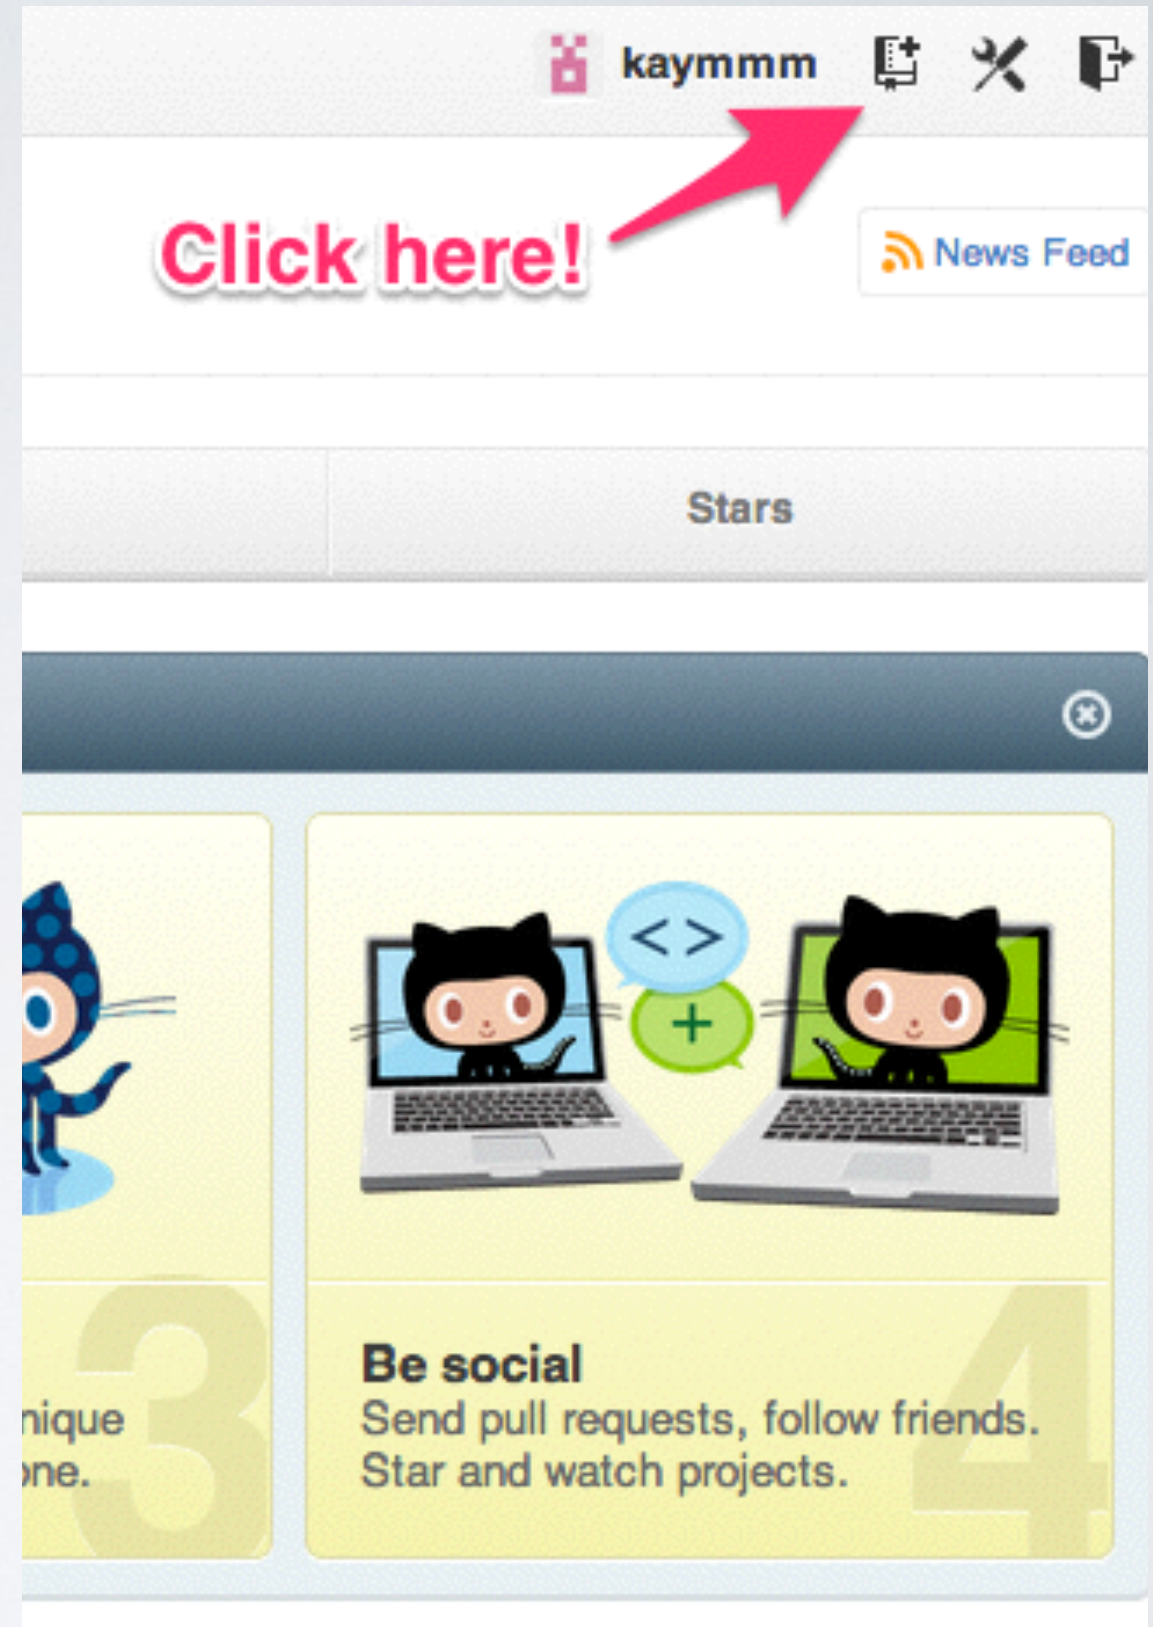 kaymmm
Click here!
News Feed
Stars
<>
+
3
nique
one.
4
Be social
Send pull requests, follow friends.
Star and watch projects.